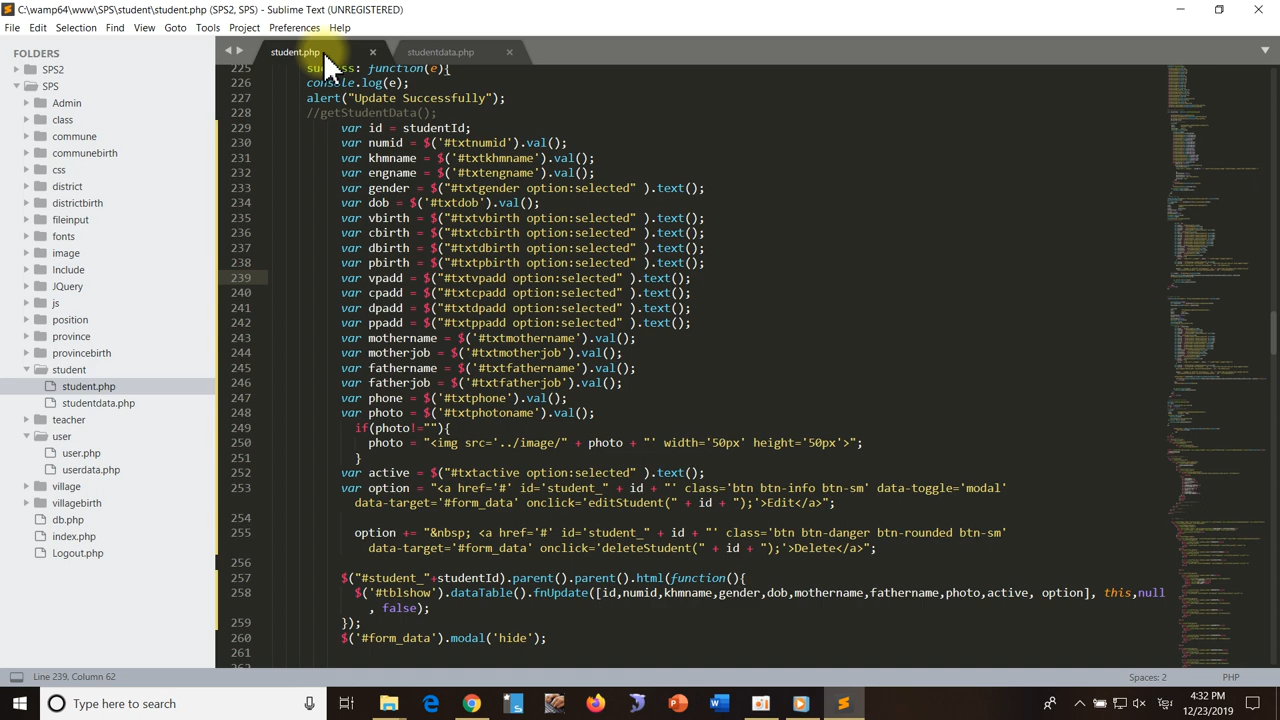 C:\wamp64\www\SPS\student\student.php (SPS2, SPS) - Sublime Text (UNREGISTERED)
File Edit Selection Find View Goto Tools Project Preferences Help
FOLDERS
SPS2
SPS
Admin
class
commune
communebirth
css
district
districtbirth
fileinput
fonts
image
Include
JQuery
js
position
province
provincebirth
student
student.php
studentdata.php
teacher
user
user.php
userdata.php
village
villagebirth
db.php
index.php
Logout.php
student.php studentdata.php
225 function(e){
226 console.log(e);
227 alert("Update Successfully");
228 //getStudentData();
229 var id = studentId;
230 var numid = $('#txtnumid').val();
231 var khmname = $('#txtkhmname').val();
232 var engname = $('#txtengname').val();
233 var gender = $("#txtgender option:selected" ).text();
234 var dob = $('#txtdob').val();
235 var vbirth = $("#txtvbirth option:selected" ).text();
236 var cbirth = $("#txtcbirth option:selected" ).text();
237 var dbirth = $("#txtdbirth option:selected" ).text();
238 var pbirth = $("#txtpbirth option:selected" ).text();
239 var vpadd = $("#txtvpadd option:selected" ).text();
240 var cpadd = $("#txtcpadd option:selected" ).text();
241 var dpadd = $("#txtdpadd option:selected" ).text();
242 var ppadd = $("#txtppadd option:selected" ).text();
243 var mothername = $('#txtmothername').val();
244 var motherjob = $('#txtmotherjob').val();
245 var fathername = $('#txtfathername').val();
246 var fatherjob = $('#txtfatherjob').val();
247 var phone = $('#txtphone').val();
248 var photo = $('#txtprotoname').val();
249 if(photo!=""){
250 photo = "<img src='../image/" + photo + "' width='50px' height='50px'>";
251 }
252 var active = $("#txtactive option:selected" ).text();
253 var option = "<a href='#' id='student_" + id + "' class='btn btn-info btn-sm' data-toggle='modal'
data-target='#form_data' onclick='editStudent(" + id + ");'>Edit</a>";
254
255 option += "&nbsp; <a href='#' id='student_" + id + "' class='btn btn-danger btn-rounded btn-sm'
data-target='#form_data' onclick='deleteStudent(" + id + ");'>Delete</a>";
256
257 $("#student_"+studentId).parent().parent().html(function(){
258 $('#tblshow').dataTable().fnUpdate([id,numid,khmname,gender,dob,mothername,fathername,photo,active, option], this,null
, false);
259 });
260 $('#form_data').modal('hide');
261
Line 239, Column 62 Spaces: 2 PHP
Type here to search
4:32 PM
12/23/2019